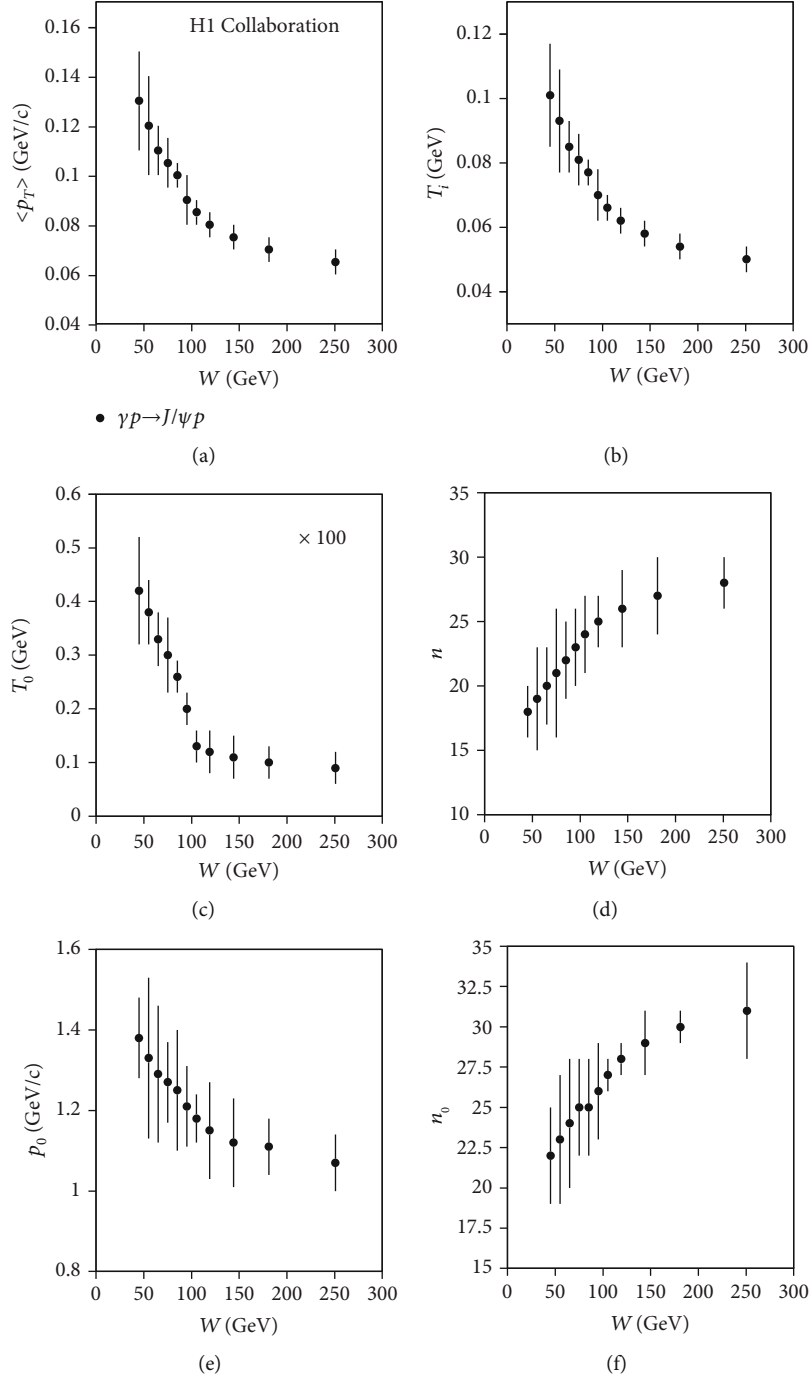 H1 Collaboration
<p_T> (GeV/c)
0.16
0.14
0.12
0.1
0.08
0.06
0.04
0 50 100 150 200 250 300
W (GeV)
γp→J/ψp
(a)
T_i (GeV)
0.12
0.1
0.08
0.06
0.04
0 50 100 150 200 250 300
W (GeV)
(b)
× 100
T_0 (GeV)
0.6
0.5
0.4
0.3
0.2
0.1
0
0 50 100 150 200 250 300
W (GeV)
(c)
n
35
30
25
20
15
10
0 50 100 150 200 250 300
W (GeV)
(d)
p_0 (GeV/c)
1.6
1.4
1.2
1
0.8
0 50 100 150 200 250 300
W (GeV)
(e)
n_0
35
32.5
30
27.5
25
22.5
20
17.5
15
0 50 100 150 200 250 300
W (GeV)
(f)